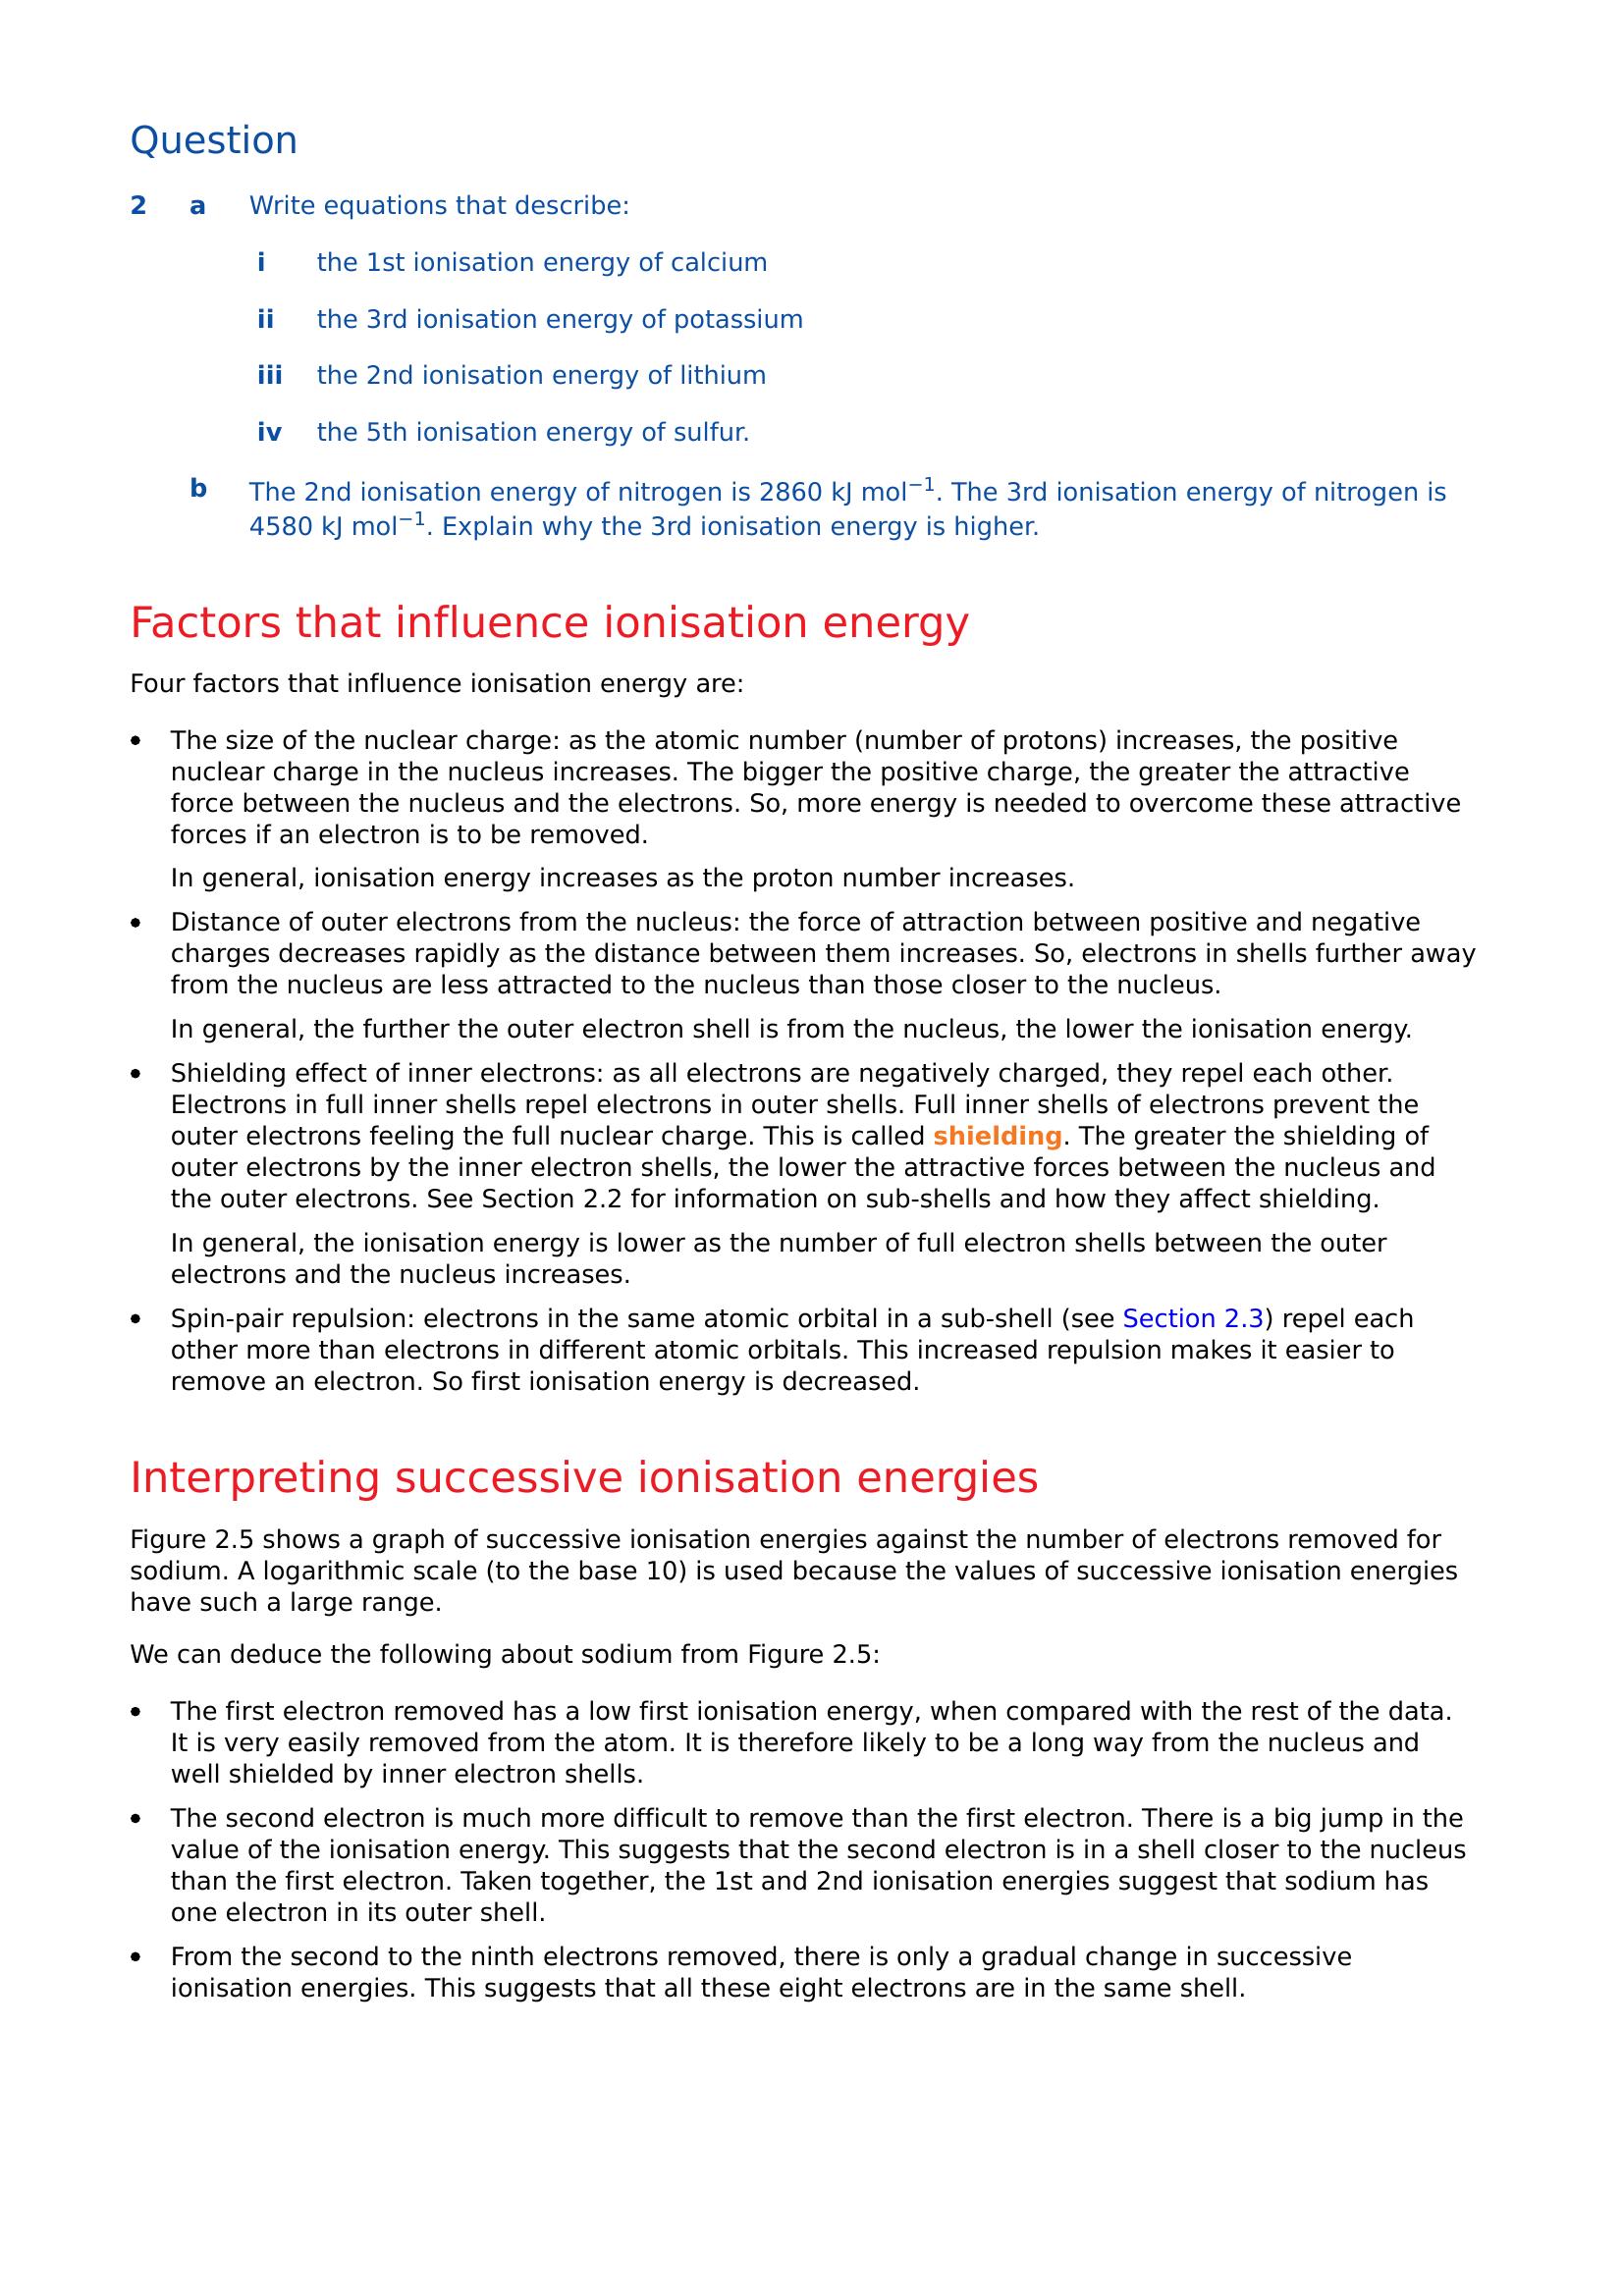 Question
2 a Write equations that describe:
i the 1st ionisation energy of calcium
ii the 3rd ionisation energy of potassium
iii the 2nd ionisation energy of lithium
iv the 5th ionisation energy of sulfur.
b The 2nd ionisation energy of nitrogen is 2860 kJ mol⁻¹. The 3rd ionisation energy of nitrogen is
4580 kJ mol⁻¹. Explain why the 3rd ionisation energy is higher.
Factors that influence ionisation energy
Four factors that influence ionisation energy are:
• The size of the nuclear charge: as the atomic number (number of protons) increases, the positive
nuclear charge in the nucleus increases. The bigger the positive charge, the greater the attractive
force between the nucleus and the electrons. So, more energy is needed to overcome these attractive
forces if an electron is to be removed.
In general, ionisation energy increases as the proton number increases.
• Distance of outer electrons from the nucleus: the force of attraction between positive and negative
charges decreases rapidly as the distance between them increases. So, electrons in shells further away
from the nucleus are less attracted to the nucleus than those closer to the nucleus.
In general, the further the outer electron shell is from the nucleus, the lower the ionisation energy.
• Shielding effect of inner electrons: as all electrons are negatively charged, they repel each other.
Electrons in full inner shells repel electrons in outer shells. Full inner shells of electrons prevent the
outer electrons feeling the full nuclear charge. This is called shielding. The greater the shielding of
outer electrons by the inner electron shells, the lower the attractive forces between the nucleus and
the outer electrons. See Section 2.2 for information on sub-shells and how they affect shielding.
In general, the ionisation energy is lower as the number of full electron shells between the outer
electrons and the nucleus increases.
• Spin-pair repulsion: electrons in the same atomic orbital in a sub-shell (see Section 2.3) repel each
other more than electrons in different atomic orbitals. This increased repulsion makes it easier to
remove an electron. So first ionisation energy is decreased.
Interpreting successive ionisation energies
Figure 2.5 shows a graph of successive ionisation energies against the number of electrons removed for
sodium. A logarithmic scale (to the base 10) is used because the values of successive ionisation energies
have such a large range.
We can deduce the following about sodium from Figure 2.5:
• The first electron removed has a low first ionisation energy, when compared with the rest of the data.
It is very easily removed from the atom. It is therefore likely to be a long way from the nucleus and
well shielded by inner electron shells.
• The second electron is much more difficult to remove than the first electron. There is a big jump in the
value of the ionisation energy. This suggests that the second electron is in a shell closer to the nucleus
than the first electron. Taken together, the 1st and 2nd ionisation energies suggest that sodium has
one electron in its outer shell.
• From the second to the ninth electrons removed, there is only a gradual change in successive
ionisation energies. This suggests that all these eight electrons are in the same shell.